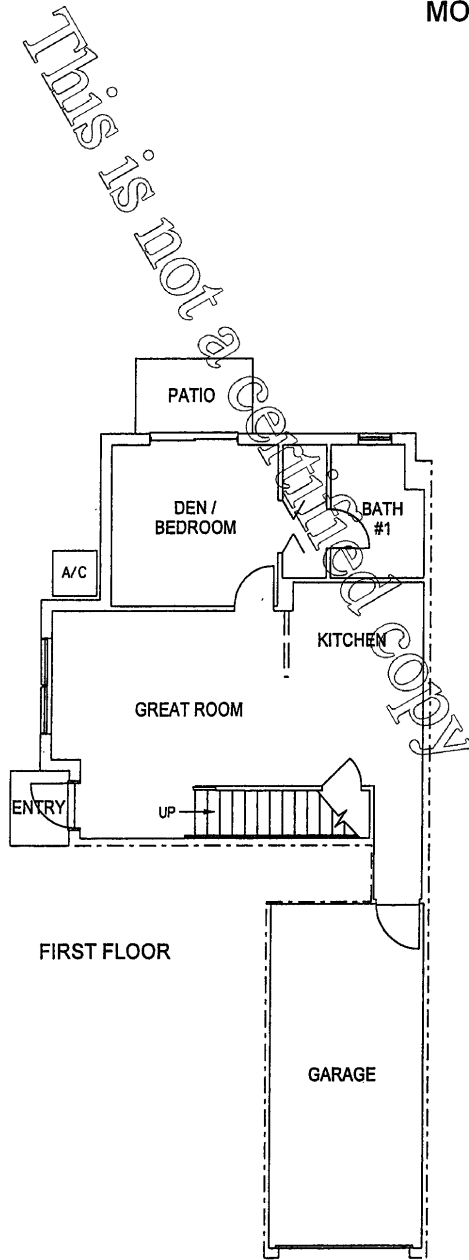 MO
This is not a certified copy
PATIO
DEN /
BEDROOM
BATH
#1
A/C
KITCHEN
GREAT ROOM
ENTRY
UP
FIRST FLOOR
GARAGE